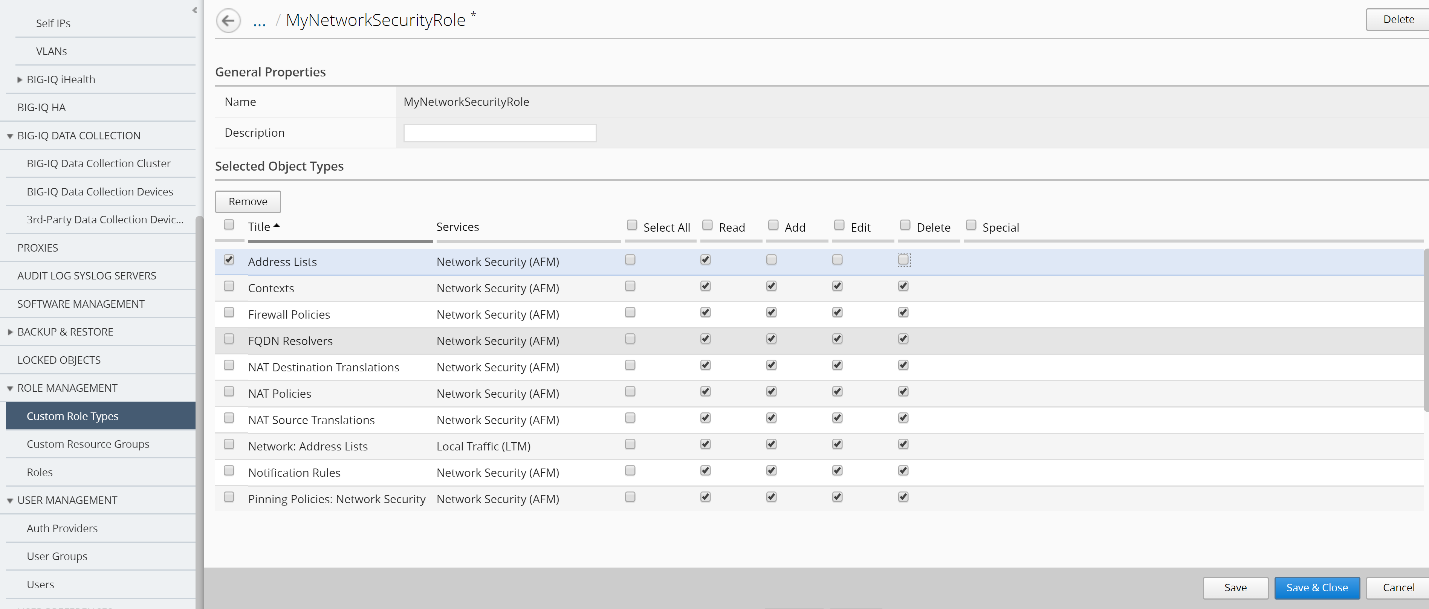 Self IPs
VLANs
BIG-IQ iHealth
BIG-IQ HA
BIG-IQ DATA COLLECTION
BIG-IQ Data Collection Cluster
BIG-IQ Data Collection Devices
3rd-Party Data Collection Devic...
PROXIES
AUDIT LOG SYSLOG SERVERS
SOFTWARE MANAGEMENT
BACKUP & RESTORE
LOCKED OBJECTS
ROLE MANAGEMENT
Custom Role Types
Custom Resource Groups
Roles
USER MANAGEMENT
Auth Providers
User Groups
Users
... / MyNetworkSecurityRole *
Delete
General Properties
Name MyNetworkSecurityRole
Description
Selected Object Types
Remove
Title Services Select All Read Add Edit Delete Special
Address Lists Network Security (AFM)
Contexts Network Security (AFM)
Firewall Policies Network Security (AFM)
FQDN Resolvers Network Security (AFM)
NAT Destination Translations Network Security (AFM)
NAT Policies Network Security (AFM)
NAT Source Translations Network Security (AFM)
Network: Address Lists Local Traffic (LTM)
Notification Rules Network Security (AFM)
Pinning Policies: Network Security Network Security (AFM)
Save Save & Close Cancel